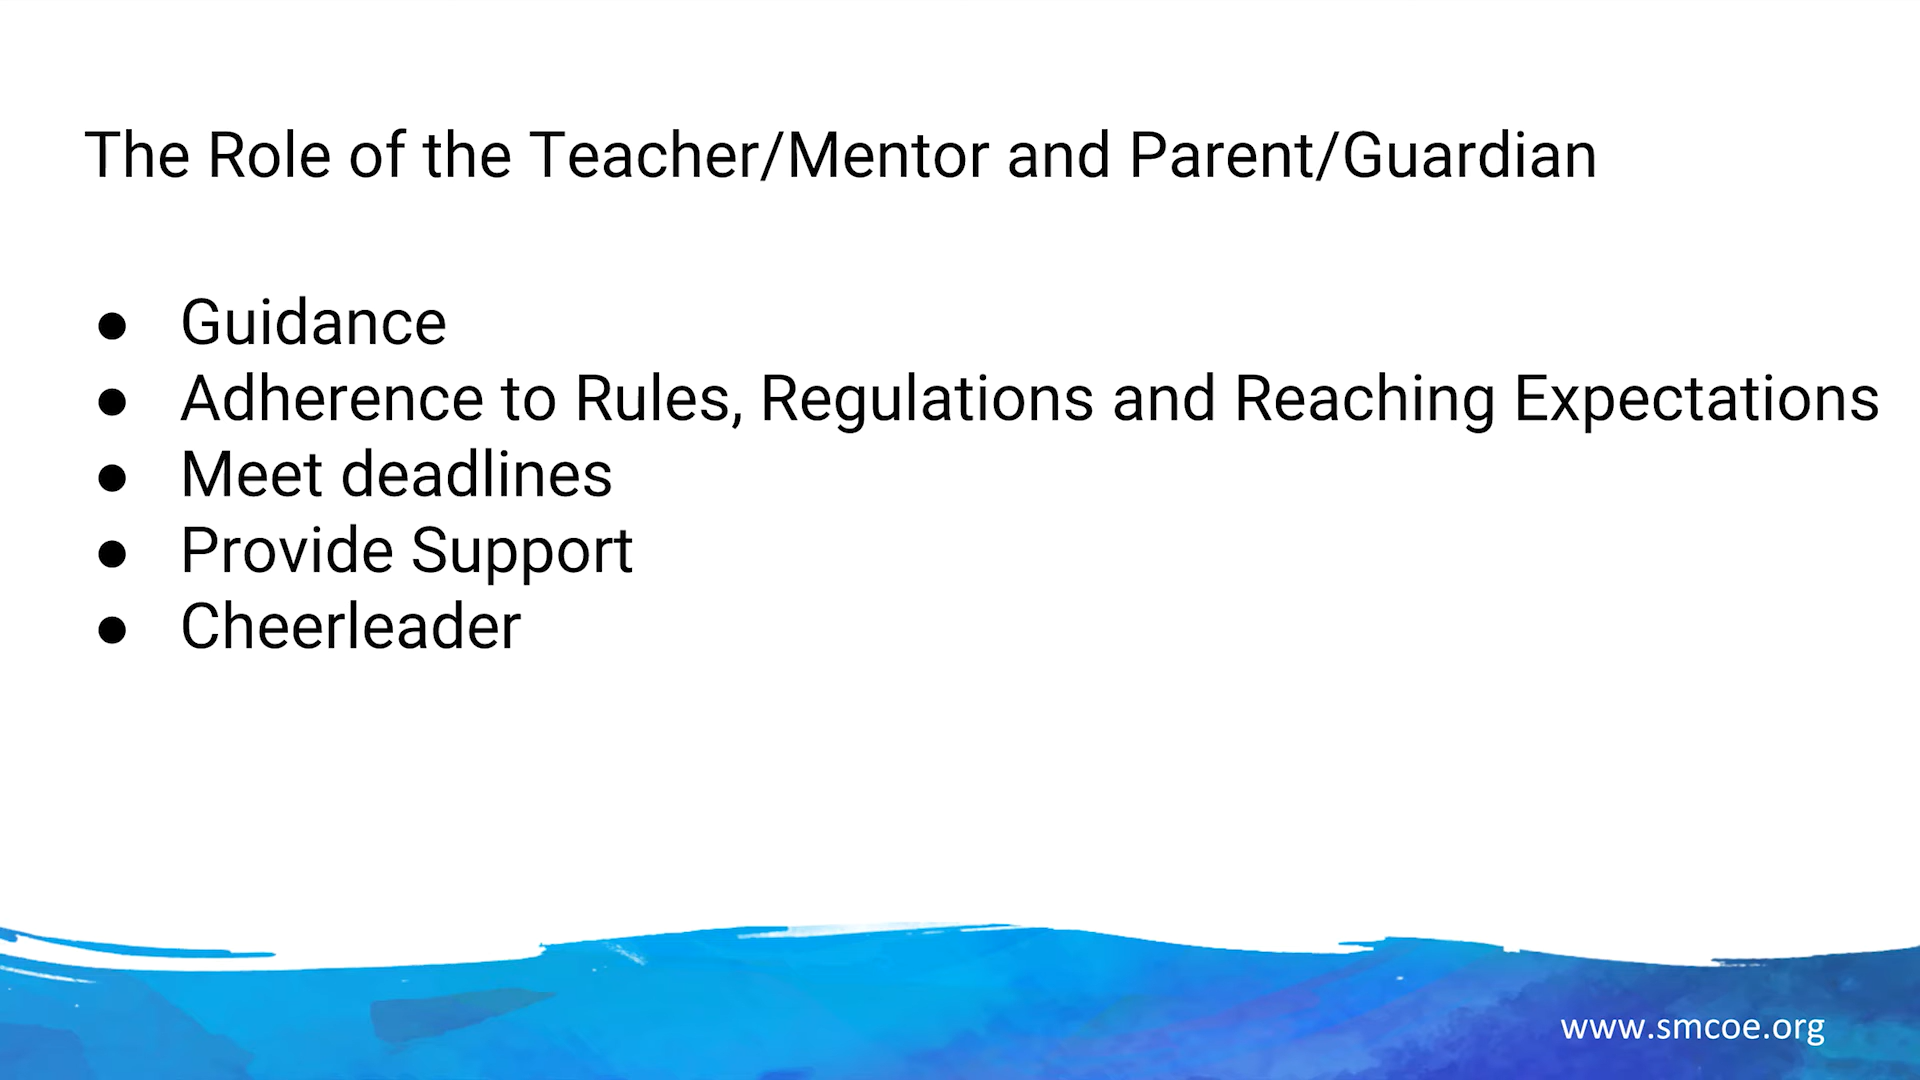 The Role of the Teacher/Mentor and Parent/Guardian
● Guidance
● Adherence to Rules, Regulations and Reaching Expectations
● Meet deadlines
● Provide Support
● Cheerleader
www.smcoe.org